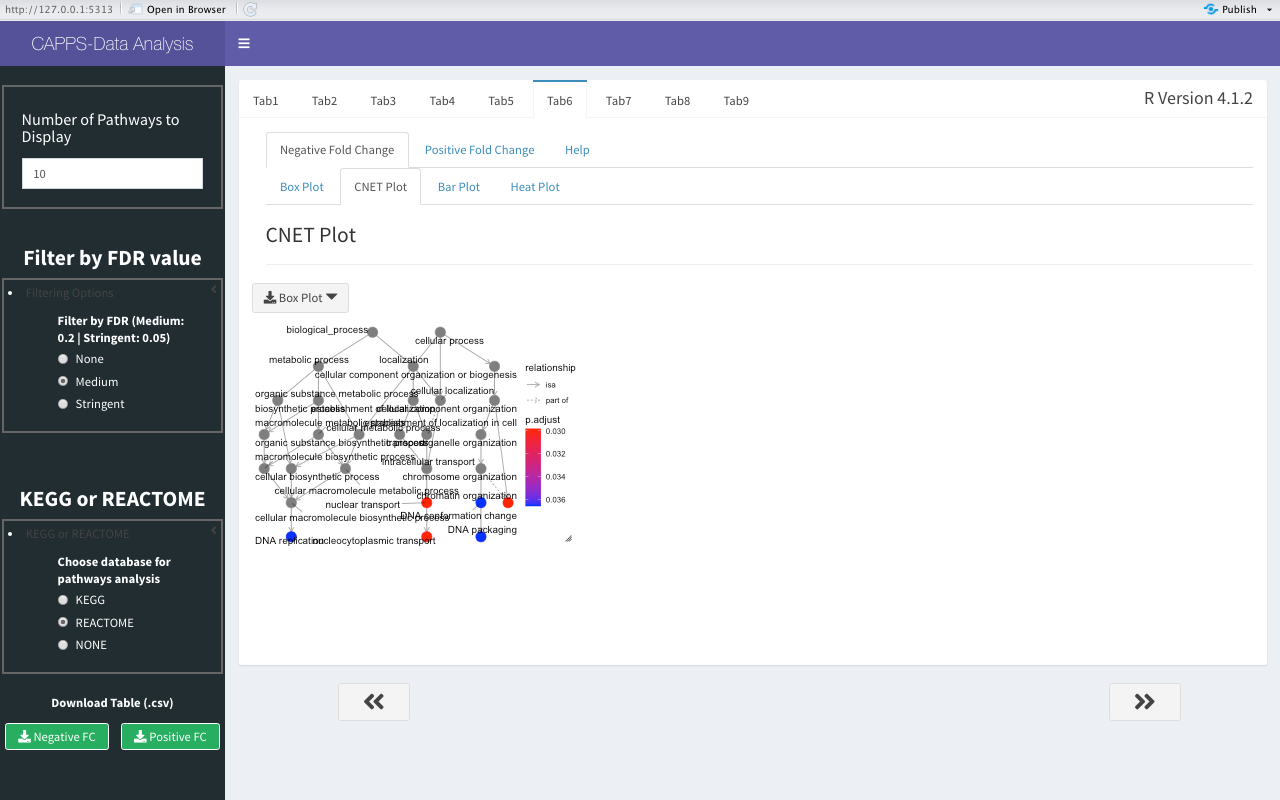 http://127.0.0.1:5313
Open in Browser
Publish
CAPPS-Data Analysis
Number of Pathways to
Display
10
Filter by FDR value
Filtering Options
Filter by FDR (Medium:
0.2 | Stringent: 0.05)
None
Medium
Stringent
KEGG or REACTOME
KEGG or REACTOME
Choose database for
pathways analysis
KEGG
REACTOME
NONE
Download Table (.csv)
Negative FC
Positive FC
Tab1 Tab2 Tab3 Tab4 Tab5 Tab6 Tab7 Tab8 Tab9
R Version 4.1.2
Negative Fold Change Positive Fold Change Help
Box Plot CNET Plot Bar Plot Heat Plot
CNET Plot
Box Plot
biological_process
cellular process
metabolic process
localization
cellular component organization or biogenesis
organic substance metabolic process
cellular localization
biosynthetic process
establishment of localization
cellular component organization
macromolecule metabolic process
establishment of localization in cell
cellular metabolic process
organic substance biosynthetic process
transport
organelle organization
macromolecule biosynthetic process
intracellular transport
cellular biosynthetic process
chromosome organization
cellular macromolecule metabolic process
chromatin organization
nuclear transport
cellular macromolecule biosynthetic process
DNA conformation change
DNA packaging
DNA replication
nucleocytoplasmic transport
relationship
isa
part of
p.adjust
0.030
0.032
0.034
0.036